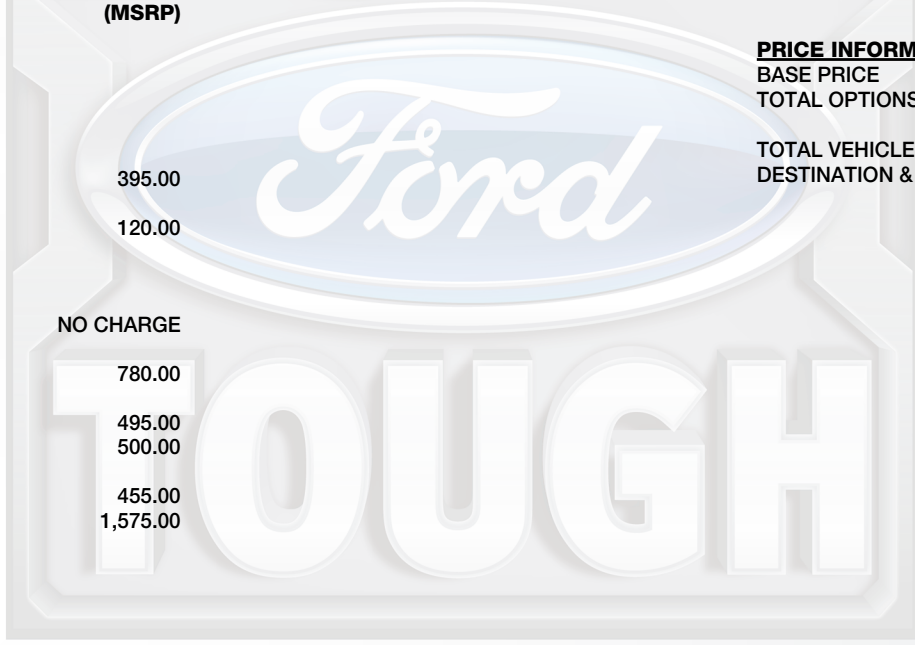 (MSRP)
395.00
120.00
NO CHARGE
780.00
495.00
500.00
455.00
1,575.00
PRICE INFORM
BASE PRICE
TOTAL OPTIONS
TOTAL VEHICLE
DESTINATION &
Ford
TOUGH